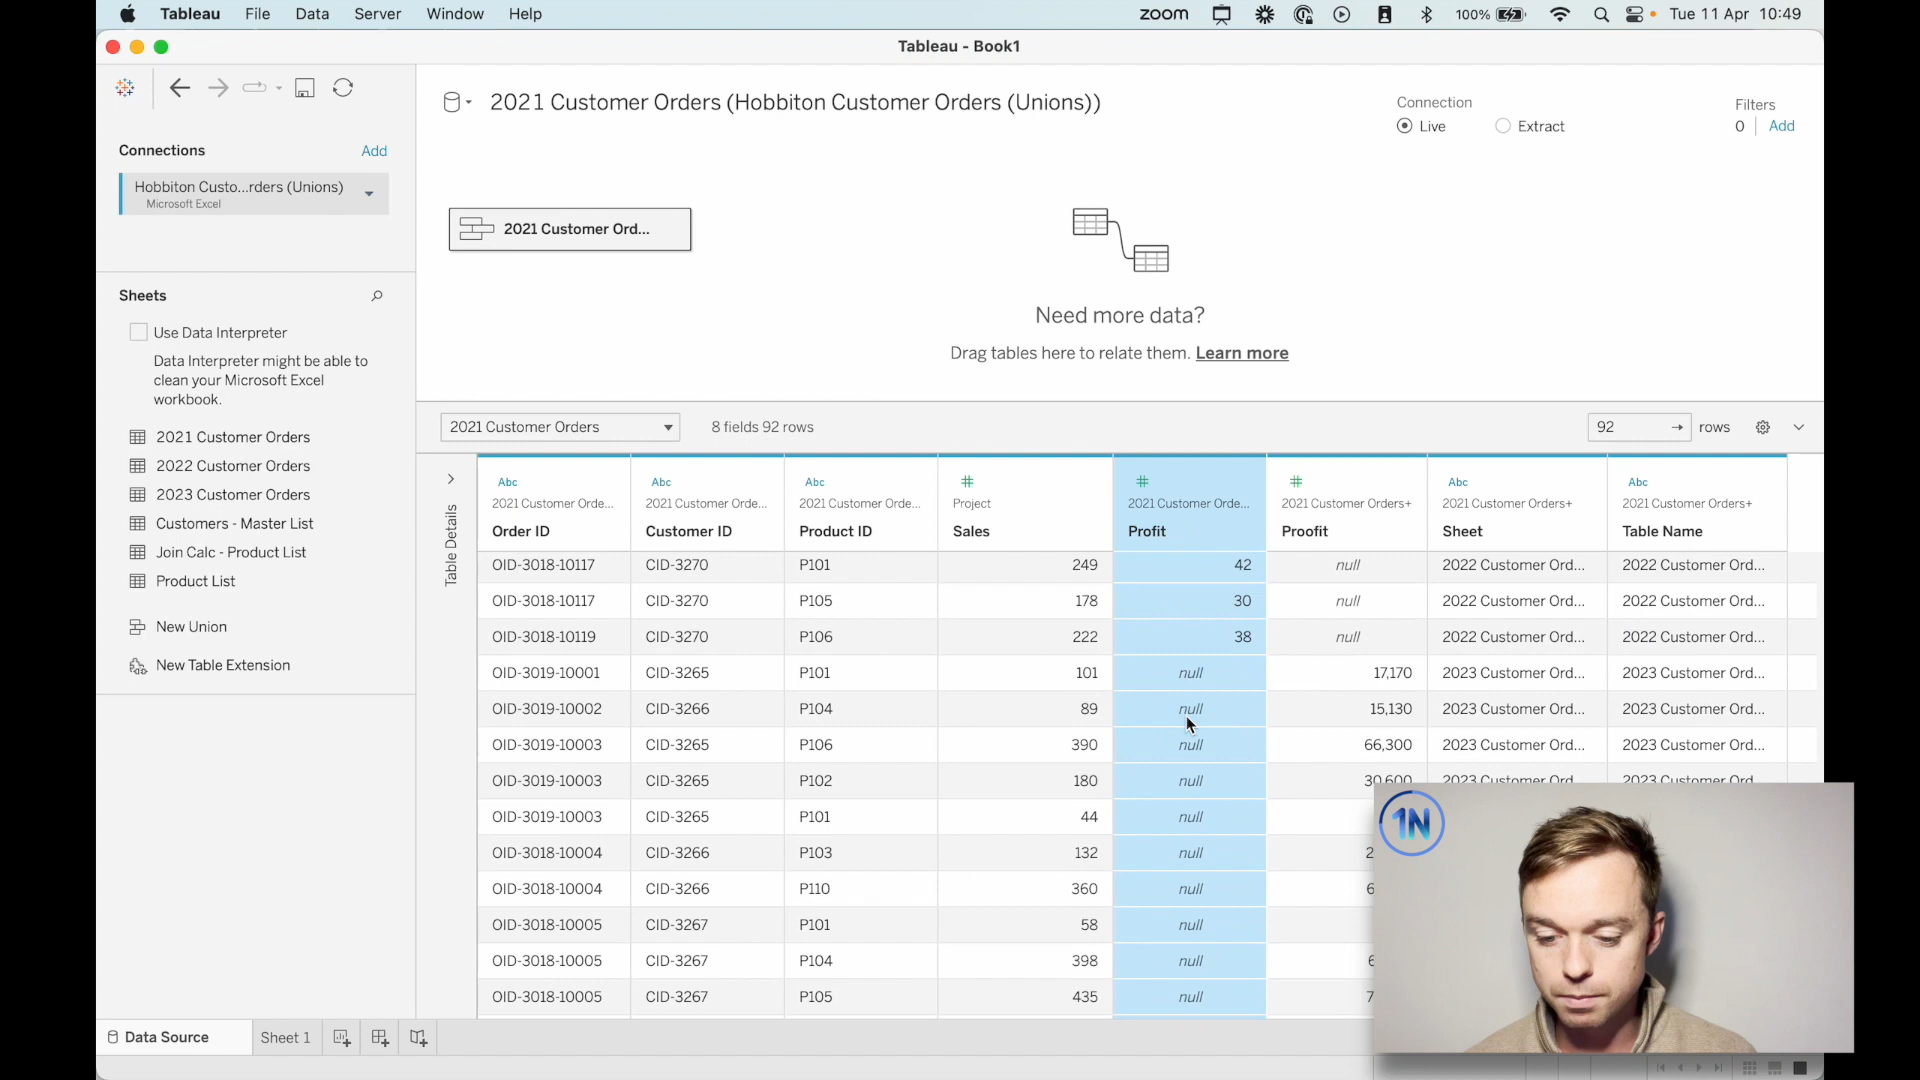 Tableau File Data Server Window Help zoom 100% Tue 11 Apr 10:49
Tableau - Book1
2021 Customer Orders (Hobbiton Customer Orders (Unions))
Connection
Live Extract
Filters
0 Add
Connections Add
Hobbiton Custo...rders (Unions)
Microsoft Excel
2021 Customer Ord...
Need more data?
Drag tables here to relate them. Learn more
Sheets
Use Data Interpreter
Data Interpreter might be able to
clean your Microsoft Excel
workbook.
2021 Customer Orders
2022 Customer Orders
2023 Customer Orders
Customers - Master List
Join Calc - Product List
Product List
New Union
New Table Extension
2021 Customer Orders 8 fields 92 rows 92 rows
Table Details
Abc Abc Abc # # # Abc Abc
2021 Customer Orde... 2021 Customer Orde... 2021 Customer Orde... Project 2021 Customer Orde... 2021 Customer Orders+ 2021 Customer Orders+ 2021 Customer Orders+
Order ID Customer ID Product ID Sales Profit Proofit Sheet Table Name
OID-3018-10117 CID-3270 P101 249 42 null 2022 Customer Ord... 2022 Customer Ord...
OID-3018-10117 CID-3270 P105 178 30 null 2022 Customer Ord... 2022 Customer Ord...
OID-3018-10119 CID-3270 P106 222 38 null 2022 Customer Ord... 2022 Customer Ord...
OID-3019-10001 CID-3265 P101 101 null 17,170 2023 Customer Ord... 2023 Customer Ord...
OID-3019-10002 CID-3266 P104 89 null 15,130 2023 Customer Ord... 2023 Customer Ord...
OID-3019-10003 CID-3265 P106 390 null 66,300 2023 Customer Ord... 2023 Customer Ord...
OID-3019-10003 CID-3265 P102 180 null 30,600 2023 Customer Ord... 2023 Customer Ord...
OID-3019-10003 CID-3265 P101 44 null
OID-3018-10004 CID-3266 P103 132 null 2
OID-3018-10004 CID-3266 P110 360 null 6
OID-3018-10005 CID-3267 P101 58 null
OID-3018-10005 CID-3267 P104 398 null 6
OID-3018-10005 CID-3267 P105 435 null 7
1N
Data Source Sheet 1